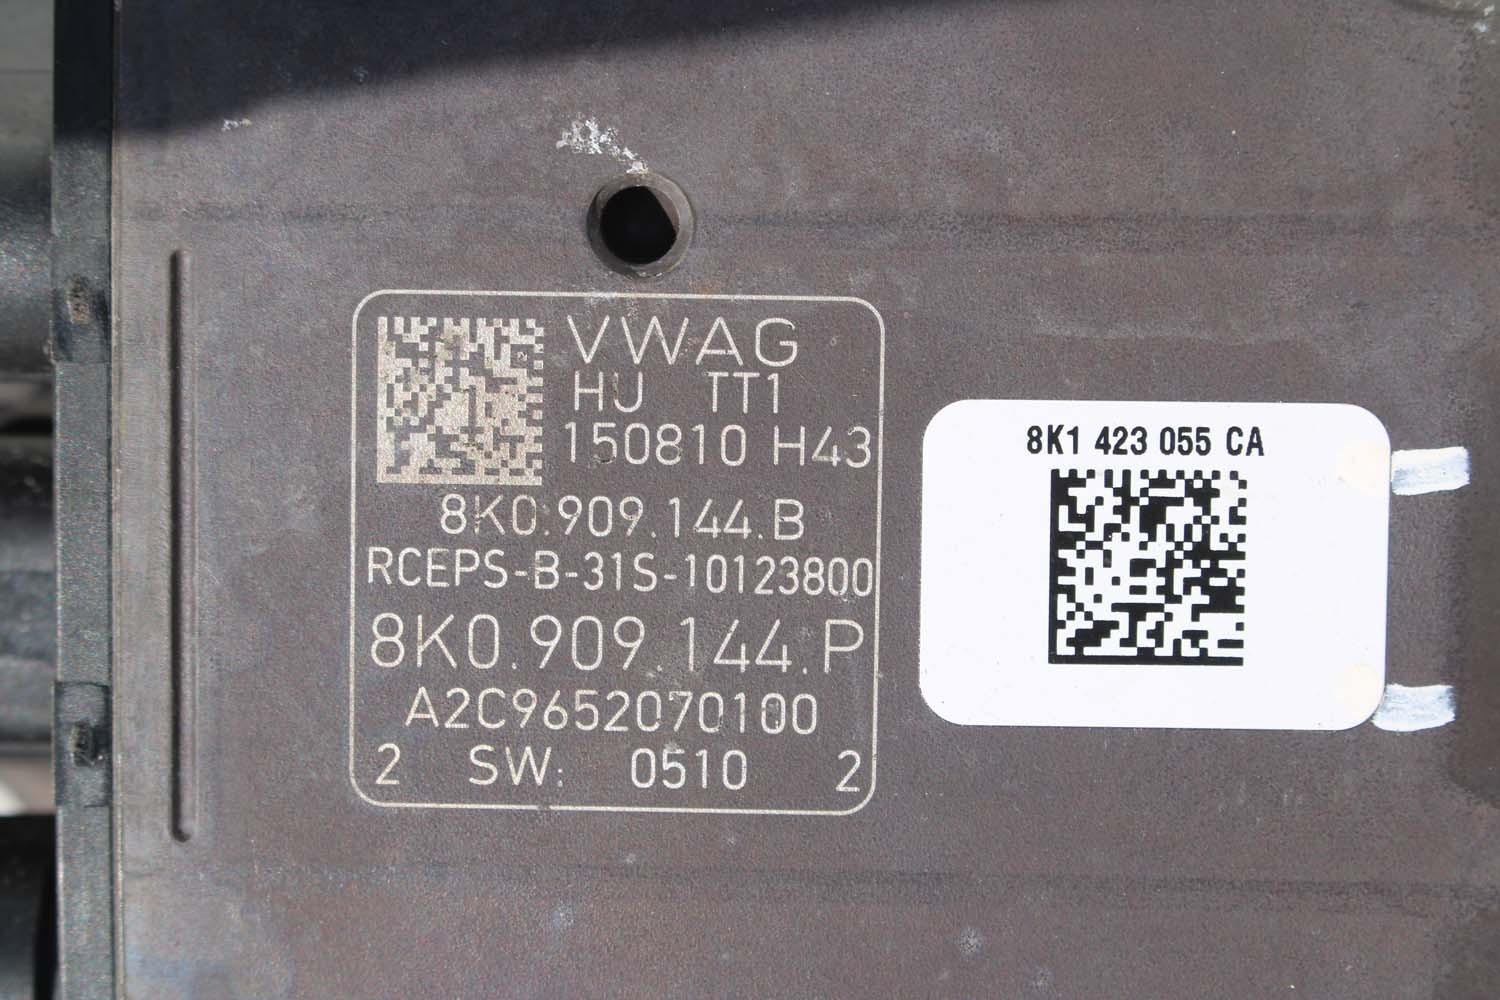 VWAG
HU TT1
150810 H43
8K0.909.144.B
RCEPS-B-31S-10123800
8K0.909.144.P
A2C9652070100
2 SW: 0510 2
8K1 423 055 CA